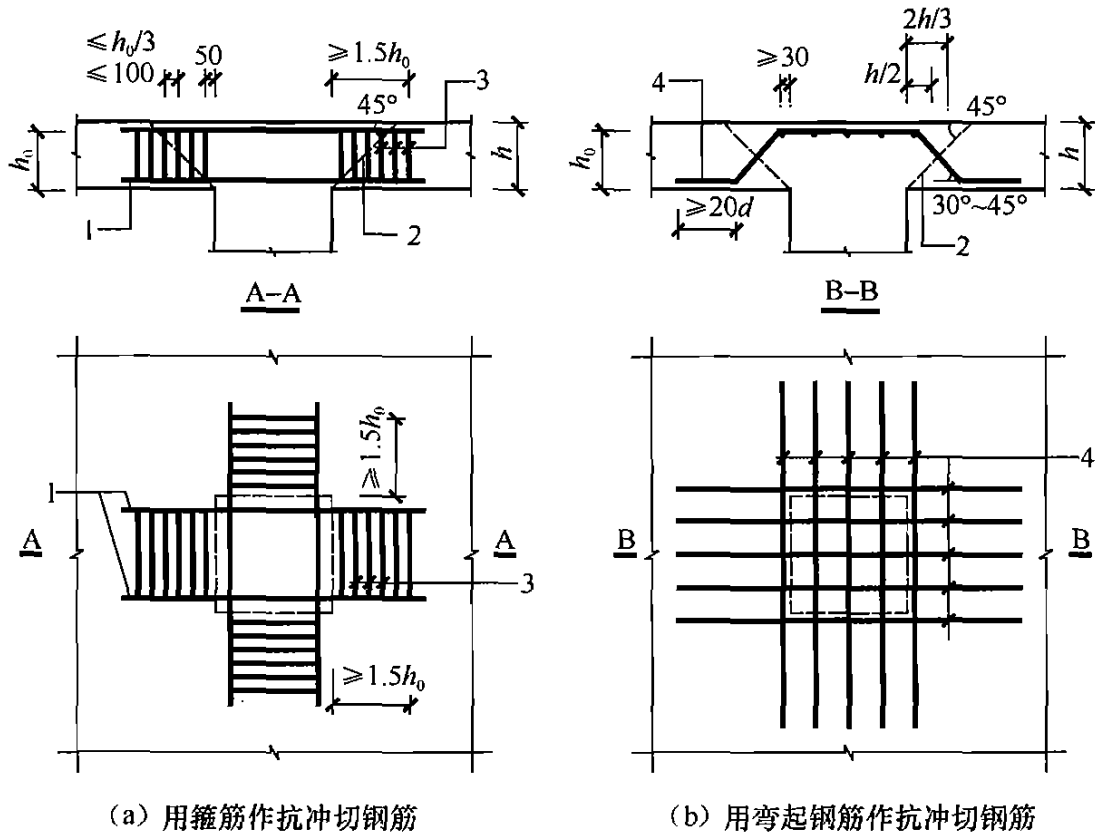 ≤h₀/3
≤100
50
≥1.5h₀
3
45°
h₀
h
1
2
A–A
2h/3
≥30
h/2
4
45°
h₀
h
≥20d
30°~45°
2
B–B
≥1.5h₀
1
A
A
3
≥1.5h₀
4
B
B
(a) 用箍筋作抗冲切钢筋
(b) 用弯起钢筋作抗冲切钢筋